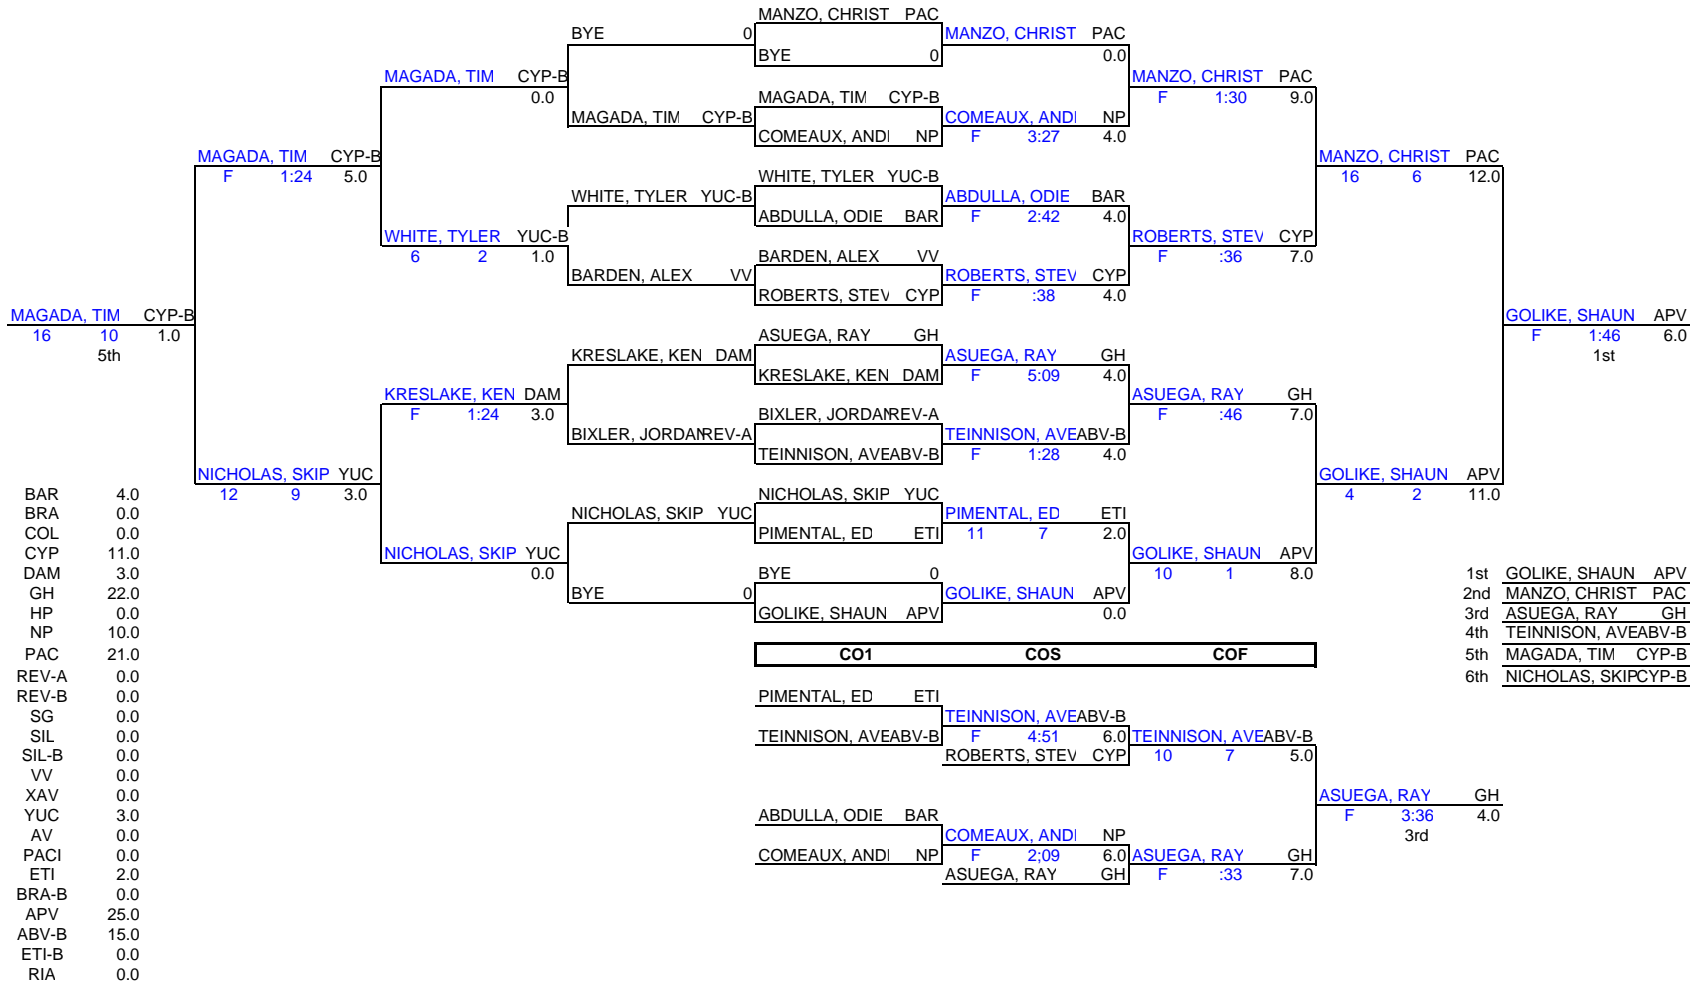 MANZO, CHRIST PAC
BYE 0 MANZO, CHRIST PAC
BYE 0 0.0
MAGADA, TIM CYP-B MANZO, CHRIST PAC
0.0 MAGADA, TIM CYP-B F 1:30 9.0
MAGADA, TIM CYP-B COMEAUX, AND NP
COMEAUX, AND NP F 3:27 4.0
MAGADA, TIM CYP-B MANZO, CHRIST PAC
F 1:24 5.0 WHITE, TYLER YUC-B 16 6 12.0
WHITE, TYLER YUC-B ABDULLA, ODIE BAR
ABDULLA, ODIE BAR F 2:42 4.0
WHITE, TYLER YUC-B ROBERTS, STEV CYP
6 2 1.0 BARDEN, ALEX VV F :36 7.0
BARDEN, ALEX VV ROBERTS, STEV CYP
ROBERTS, STEV CYP F :38 4.0
MAGADA, TIM CYP-B GOLIKE, SHAUN APV
16 10 1.0 ASUEGA, RAY GH F 1:46 6.0
5th KRESLAKE, KEN DAM ASUEGA, RAY GH 1st
KRESLAKE, KEN DAM F 5:09 4.0
KRESLAKE, KEN DAM ASUEGA, RAY GH
F 1:24 3.0 BIXLER, JORDAN REV-A F :46 7.0
BIXLER, JORDAN REV-A TEINNISON, AVE ABV-B
TEINNISON, AVE ABV-B F 1:28 4.0
NICHOLAS, SKIP YUC GOLIKE, SHAUN APV
BAR 4.0 12 9 3.0 NICHOLAS, SKIP YUC 4 2 11.0
BRA 0.0 NICHOLAS, SKIP YUC PIMENTAL, ED ETI
COL 0.0 PIMENTAL, ED ETI 11 7 2.0
CYP 11.0 NICHOLAS, SKIP YUC GOLIKE, SHAUN APV
DAM 3.0 0.0 BYE 0 10 1 8.0 1st GOLIKE, SHAUN APV
GH 22.0 BYE 0 GOLIKE, SHAUN APV 2nd MANZO, CHRIST PAC
HP 0.0 GOLIKE, SHAUN APV 0.0 3rd ASUEGA, RAY GH
NP 10.0 4th TEINNISON, AVE ABV-B
PAC 21.0 CO1 COS COF 5th MAGADA, TIM CYP-B
REV-A 0.0 6th NICHOLAS, SKIP CYP-B
REV-B 0.0 PIMENTAL, ED ETI
SG 0.0 TEINNISON, AVE ABV-B
SIL 0.0 TEINNISON, AVE ABV-B F 4:51 6.0 TEINNISON, AVE ABV-B
SIL-B 0.0 ROBERTS, STEV CYP 10 7 5.0
VV 0.0
XAV 0.0 ASUEGA, RAY GH
YUC 3.0 ABDULLA, ODIE BAR F 3:36 4.0
AV 0.0 COMEAUX, AND NP 3rd
PACI 0.0 COMEAUX, AND NP F 2;09 6.0 ASUEGA, RAY GH
ETI 2.0 ASUEGA, RAY GH F :33 7.0
BRA-B 0.0
APV 25.0
ABV-B 15.0
ETI-B 0.0
RIA 0.0